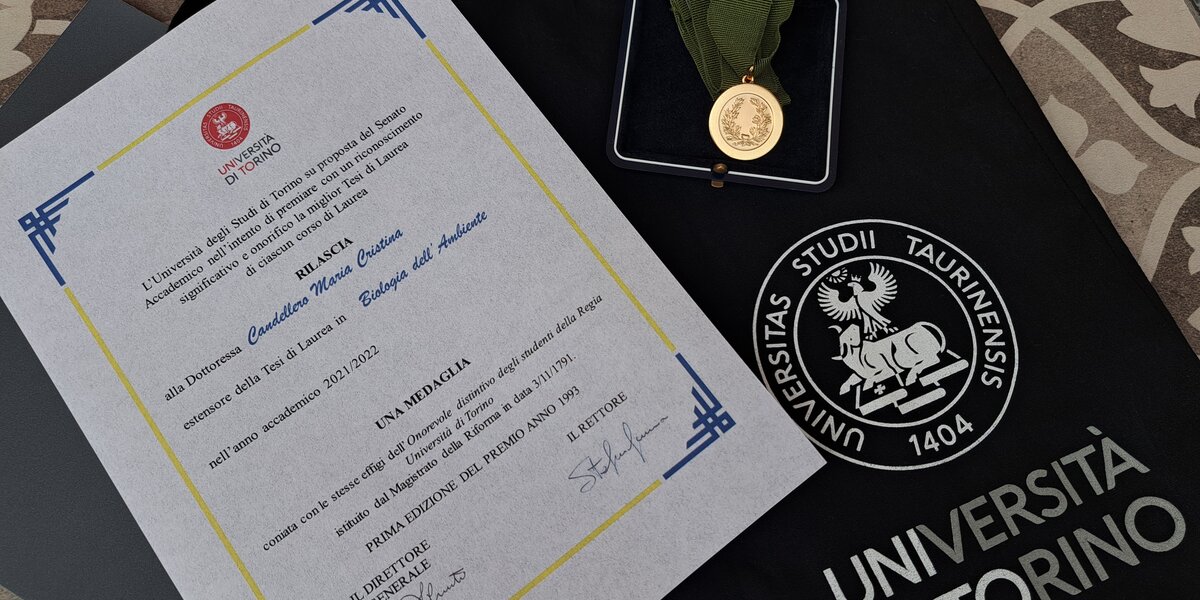 UNIVERSITAS STUDII TAURINENSIS
1404
UNIVERSITÀ
DI TORINO
L'Università degli Studi di Torino su proposta del Senato
Accademico nell'intento di premiare con un riconoscimento
significativo e onorifico la miglior Tesi di Laurea
di ciascun corso di Laurea
RILASCIA
alla Dottoressa Candellero Maria Cristina
estensore della Tesi di Laurea in Biologia dell' Ambiente
nell'anno accademico 2021/2022
UNA MEDAGLIA
coniata con le stesse effigi dell'Onorevole distintivo degli studenti della Regia
Università di Torino
istituito dal Magistrato della Riforma in data 3/11/1791.
PRIMA EDIZIONE DEL PREMIO ANNO 1993
IL RETTORE
IL DIRETTORE
GENERALE
UNIVERSITAS STUDII TAURINENSIS
1404
UNIVERSITÀ
DI TORINO